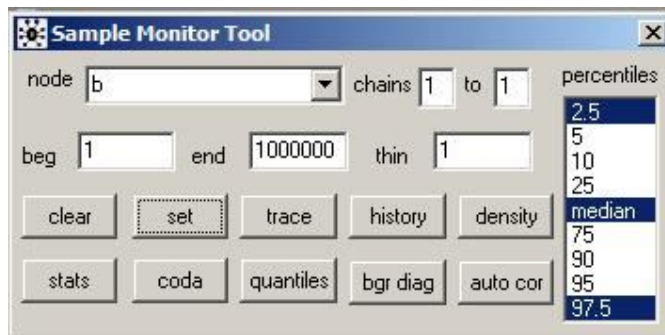 Sample Monitor Tool
node b chains 1 to 1 percentiles
beg 1 end 1000000 thin 1
clear set trace history density
stats coda quantiles bgr diag auto cor
2.5
5
10
25
median
75
90
95
97.5